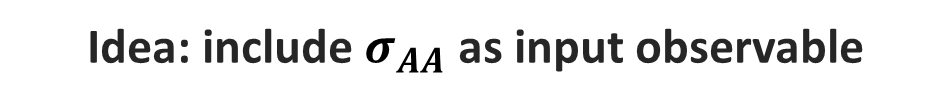 Idea: include σ_AA as input observable